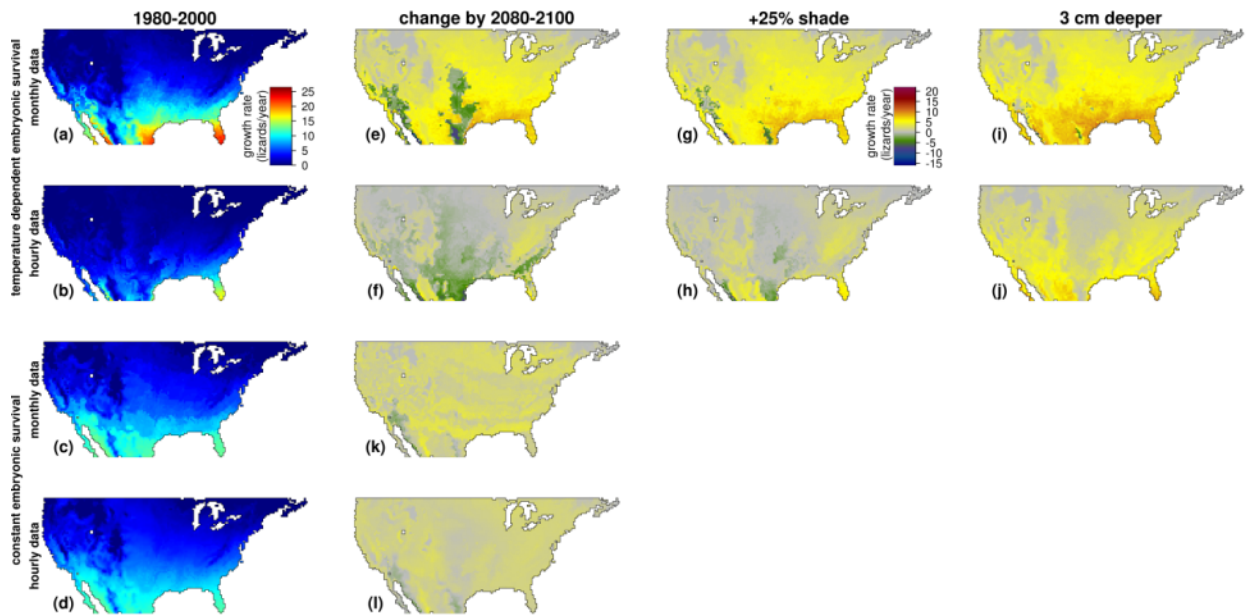 1980-2000
change by 2080-2100
+25% shade
3 cm deeper
temperature dependent embryonic survival
monthly data
(a)
growth rate
(lizards/year)
25
20
15
10
5
0
(e)
(g)
growth rate
(lizards/year)
20
15
10
5
0
-5
-15
(i)
hourly data
(b)
(f)
(h)
(j)
constant embryonic survival
monthly data
(c)
(k)
hourly data
(d)
(l)